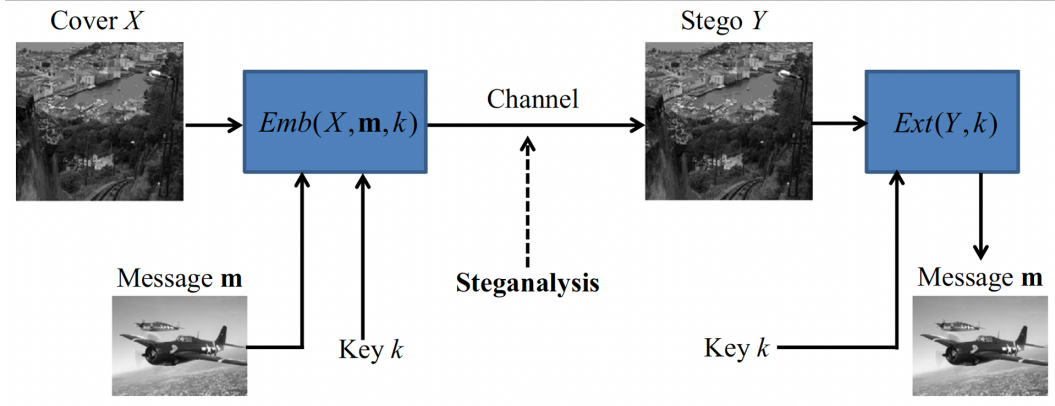 Cover X
Stego Y
Emb(X, m, k)
Channel
Ext(Y, k)
Steganalysis
Message m
Key k
Key k
Message m